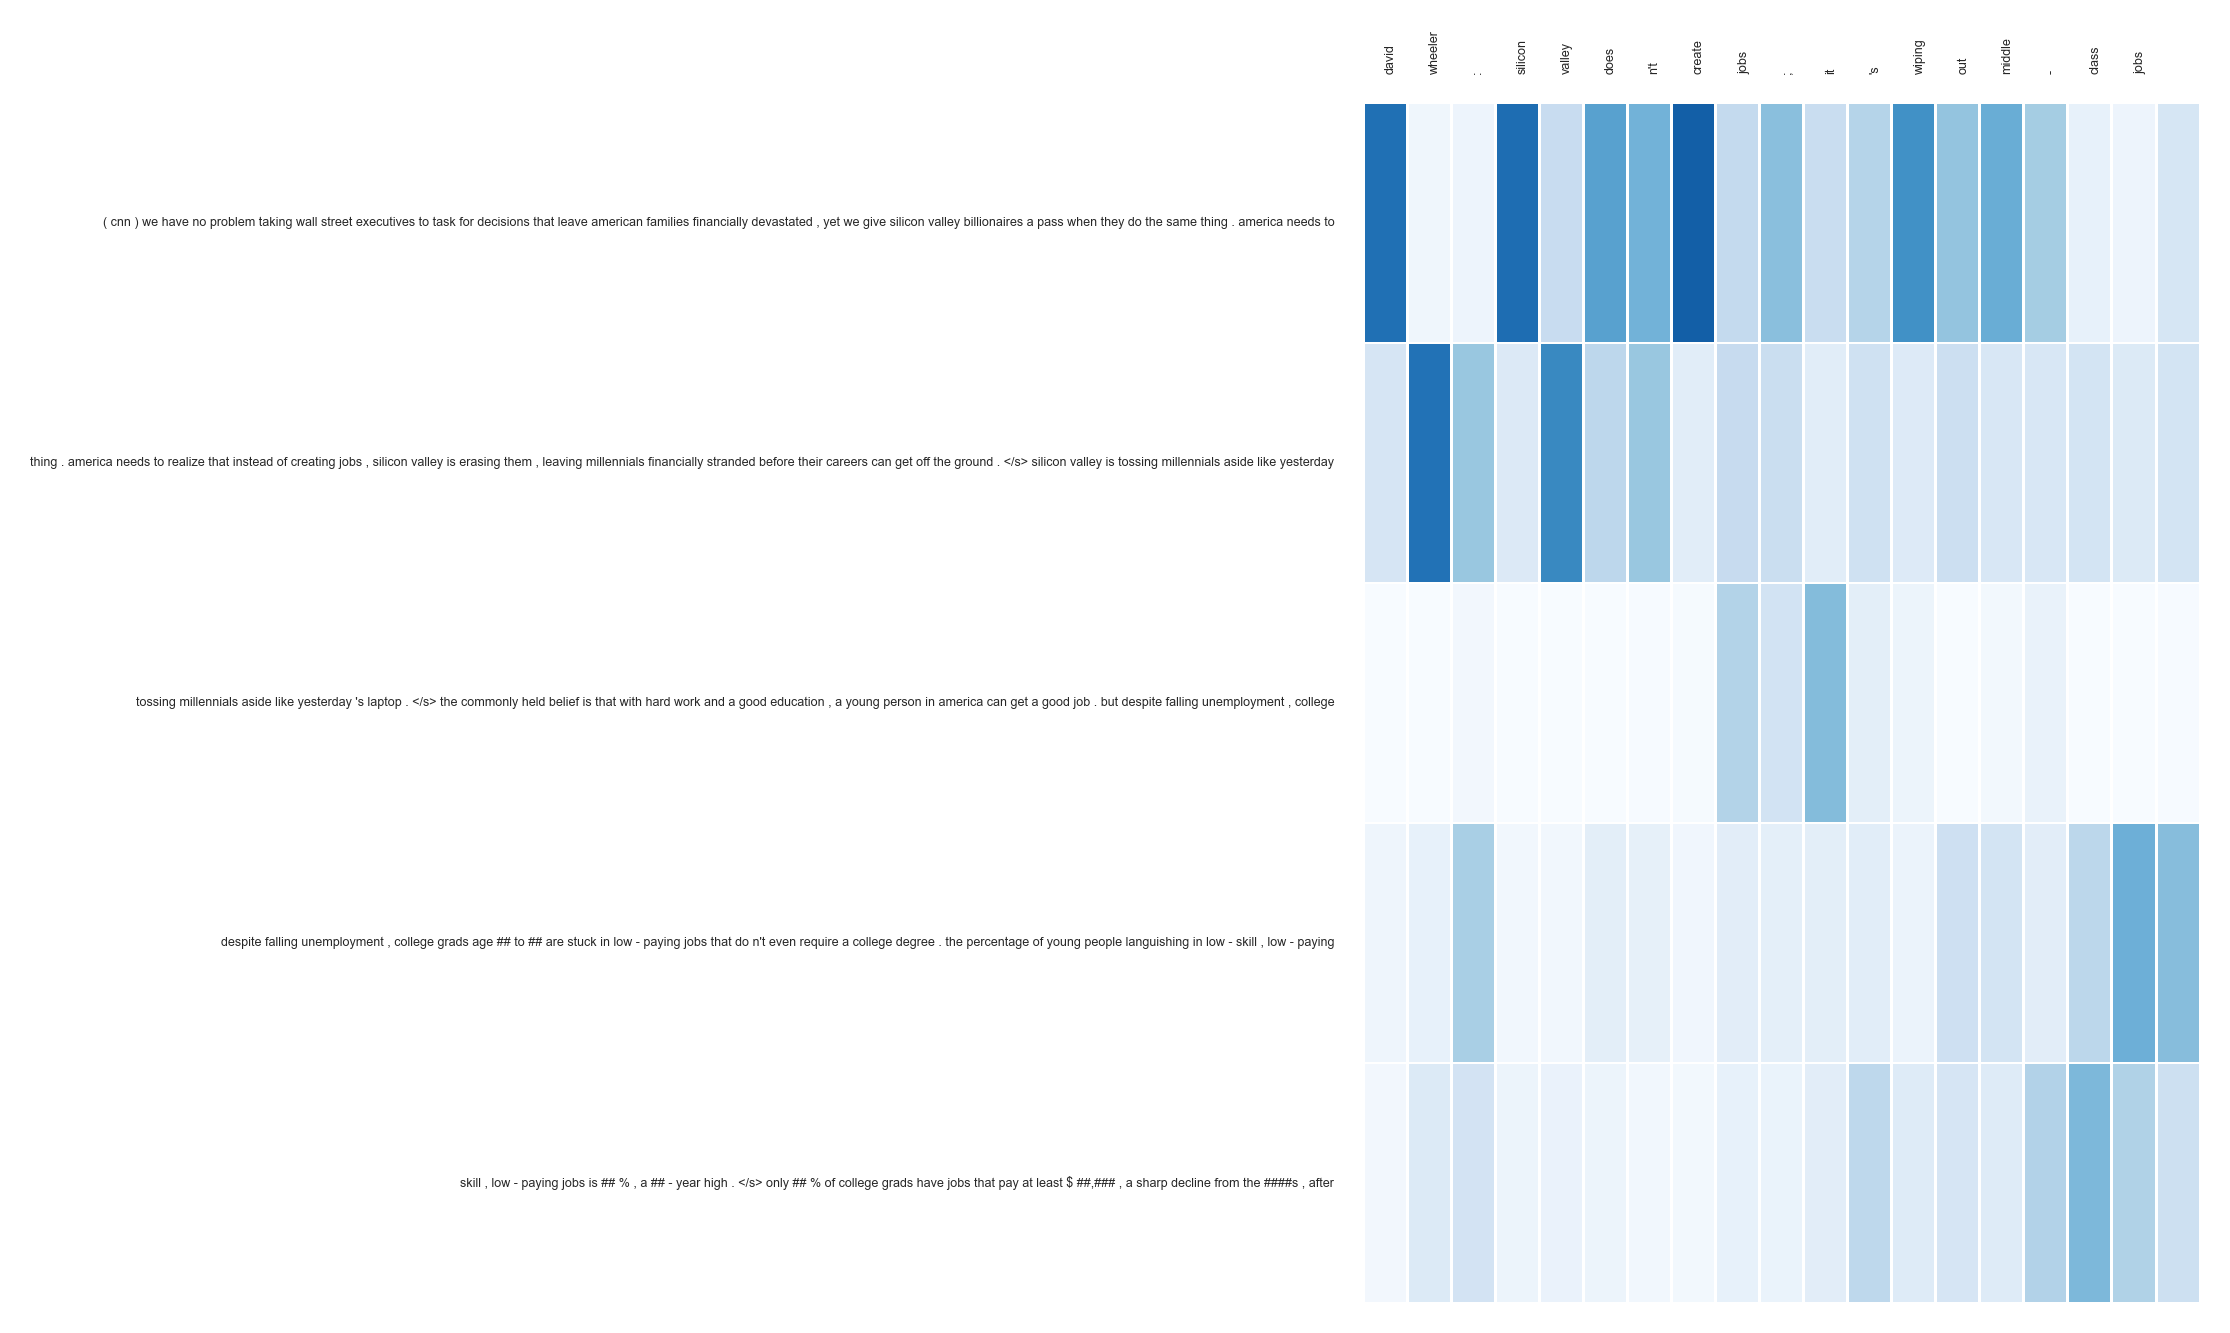 david wheeler : silicon valley does n't create jobs ; it 's wiping out middle - class jobs
( cnn ) we have no problem taking wall street executives to task for decisions that leave american families financially devastated , yet we give silicon valley billionaires a pass when they do the same thing . america needs to
thing . america needs to realize that instead of creating jobs , silicon valley is erasing them , leaving millennials financially stranded before their careers can get off the ground . </s> silicon valley is tossing millennials aside like yesterday
tossing millennials aside like yesterday 's laptop . </s> the commonly held belief is that with hard work and a good education , a young person in america can get a good job . but despite falling unemployment , college
despite falling unemployment , college grads age ## to ## are stuck in low - paying jobs that do n't even require a college degree . the percentage of young people languishing in low - skill , low - paying
skill , low - paying jobs is ## % , a ## - year high . </s> only ## % of college grads have jobs that pay at least $ ##,### , a sharp decline from the ####s , after